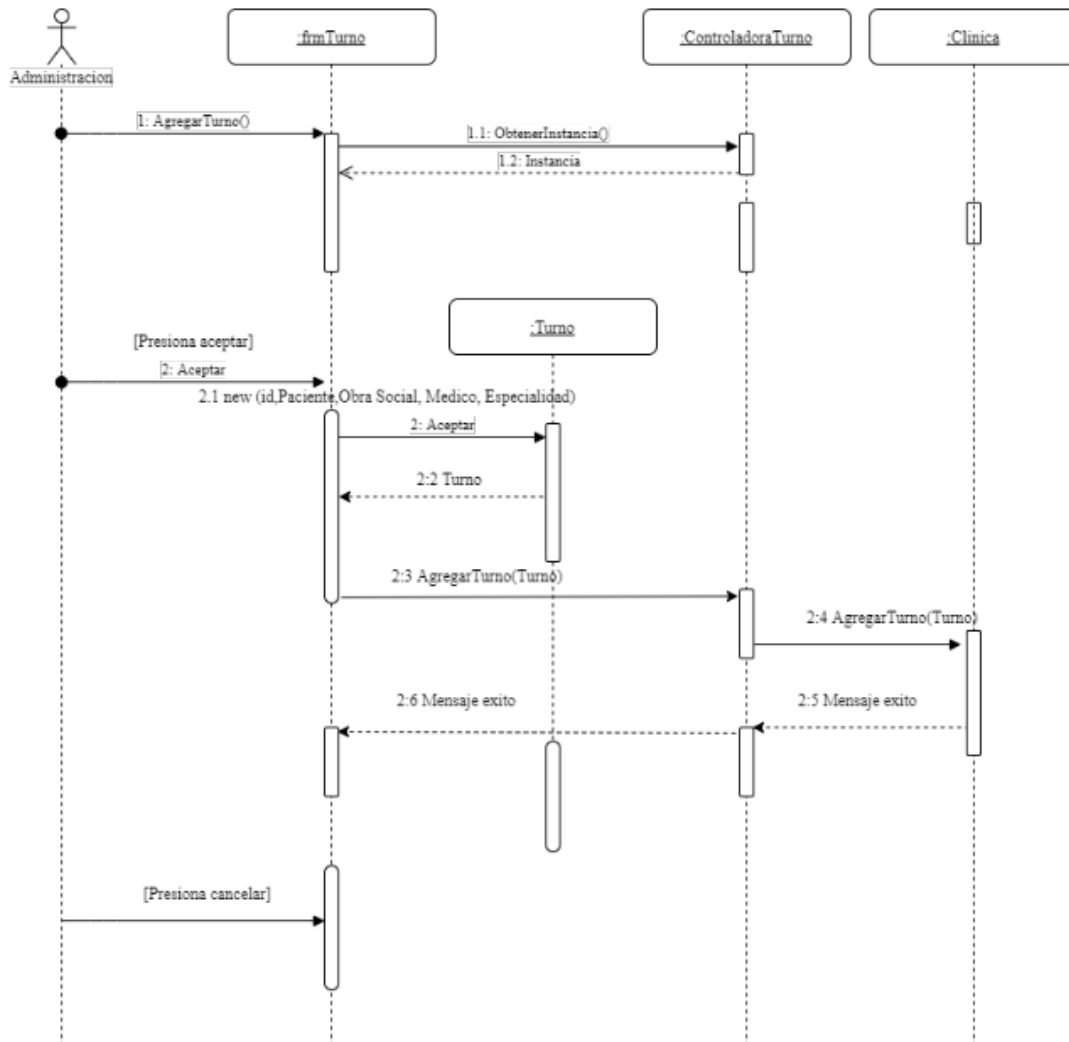 :frmTurno
:ControladoraTurno
:Clinica
Administracion
1: AgregarTurno()
1.1: ObtenerInstancia()
1.2: Instancia
:Turno
[Presiona aceptar]
2: Aceptar
2.1 new (id,Paciente,Obra Social, Medico, Especialidad)
2: Aceptar
2:2 Turno
2:3 AgregarTurno(Turno)
2:4 AgregarTurno(Turno)
2:6 Mensaje exito
2:5 Mensaje exito
[Presiona cancelar]